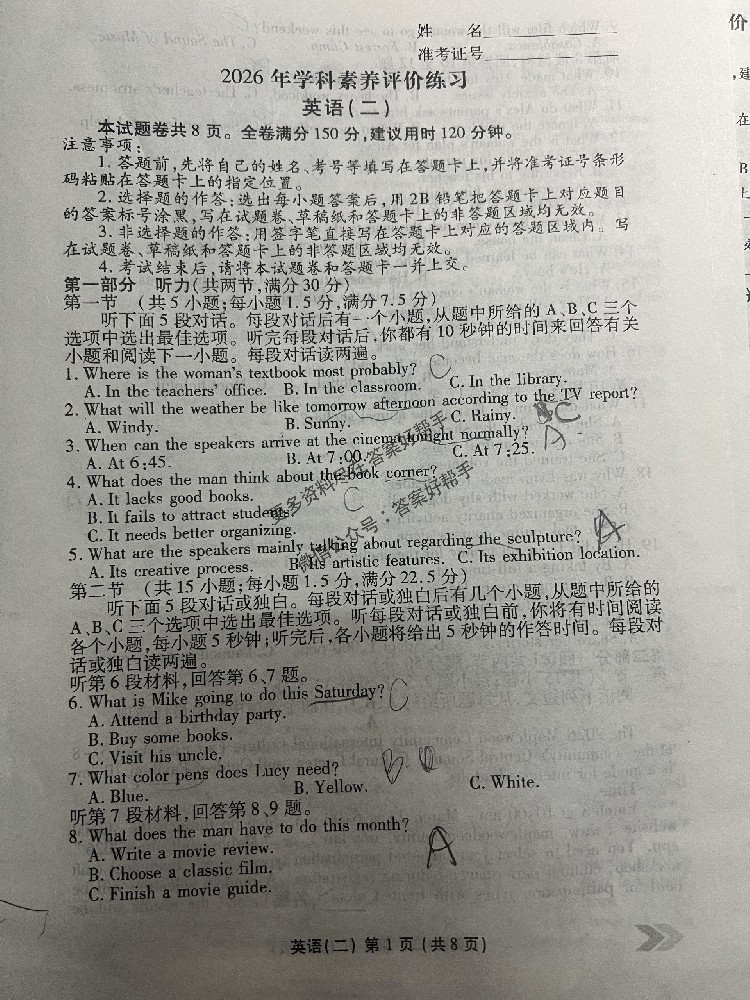 姓 名
准考证号
2026 年学科素养评价练习
英语(二)
本试题卷共 8 页。全卷满分 150 分,建议用时 120 分钟。
注意事项:
1. 答题前,先将自己的姓名、考号等填写在答题卡上,并将准考证号条形
码粘贴在答题卡上的指定位置。
2. 选择题的作答:选出每小题答案后,用 2B 铅笔把答题卡上对应题目
的答案标号涂黑,写在试题卷、草稿纸和答题卡上的非答题区域均无效。
3. 非选择题的作答:用签字笔直接写在答题卡上对应的答题区域内。写
在试题卷、草稿纸和答题卡上的非答题区域均无效。
4. 考试结束后,请将本试题卷和答题卡一并上交。
第一部分 听力(共两节,满分 30 分)
第一节 (共 5 小题;每小题 1.5 分,满分 7.5 分)
听下面 5 段对话。每段对话后有一个小题,从题中所给的 A、B、C 三个
选项中选出最佳选项。听完每段对话后,你都有 10 秒钟的时间来回答有关
小题和阅读下一小题。每段对话读两遍。
1. Where is the woman's textbook most probably? C
A. In the teachers' office. B. In the classroom. C. In the library.
2. What will the weather be like tomorrow afternoon according to the TV report?
A. Windy. B. Sunny. C. Rainy. C
3. When can the speakers arrive at the cinema tonight normally? A
A. At 6:45. B. At 7:00. C. At 7:25.
4. What does the man think about the book corner?
A. It lacks good books. C
B. It fails to attract students.
C. It needs better organizing.
更多资料尽在答案好帮手
微信公众号:答案好帮手
5. What are the speakers mainly talking about regarding the sculpture? A
A. Its creative process. B. Its artistic features. C. Its exhibition location.
第二节 (共 15 小题;每小题 1.5 分,满分 22.5 分)
听下面 5 段对话或独白。每段对话或独白后有几个小题,从题中所给的
A、B、C 三个选项中选出最佳选项。听每段对话或独白前,你将有时间阅读
各个小题,每小题 5 秒钟;听完后,各小题将给出 5 秒钟的作答时间。每段对
话或独白读两遍。
听第 6 段材料,回答第 6、7 题。
6. What is Mike going to do this Saturday? C
A. Attend a birthday party.
B. Buy some books.
C. Visit his uncle.
7. What color pens does Lucy need? B
A. Blue. B. Yellow. C. White.
听第 7 段材料,回答第 8、9 题。
8. What does the man have to do this month? A
A. Write a movie review.
B. Choose a classic film.
C. Finish a movie guide.
英语(二) 第 1 页 (共 8 页)